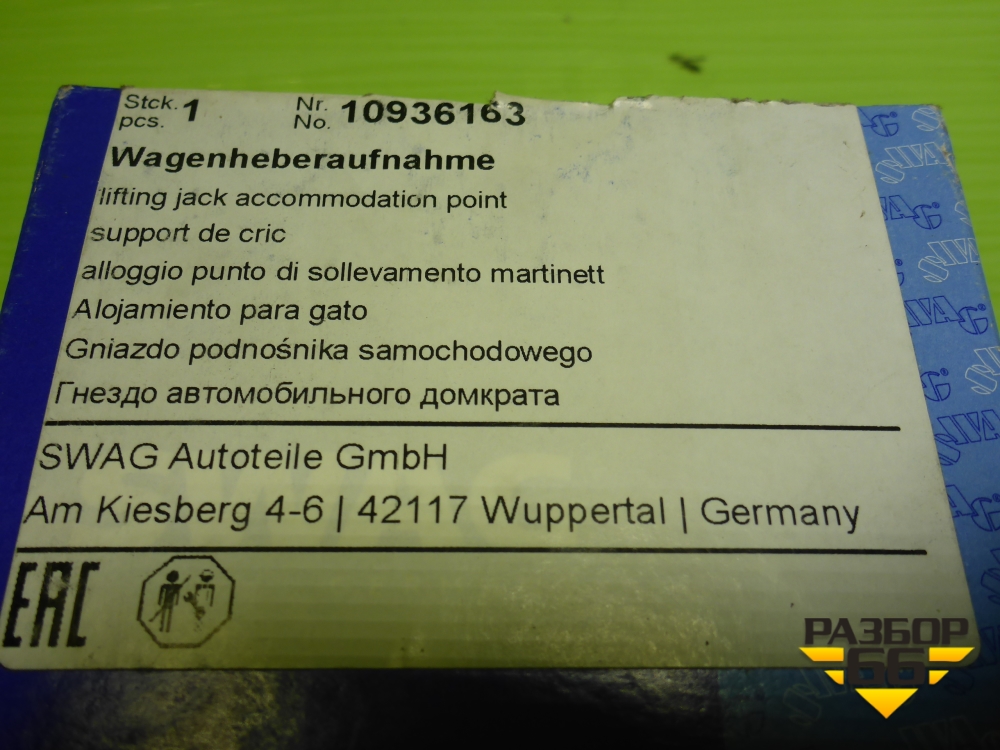 Stck. 1 Nr. 10936163
pcs. No.
Wagenheberaufnahme
lifting jack accommodation point
support de cric
alloggio punto di sollevamento martinett
Alojamiento para gato
Gniazdo podnośnika samochodowego
Гнездо автомобильного домкрата
SWAG Autoteile GmbH
Am Kiesberg 4-6 | 42117 Wuppertal | Germany
EAC
SWAG
РАЗБОР
66